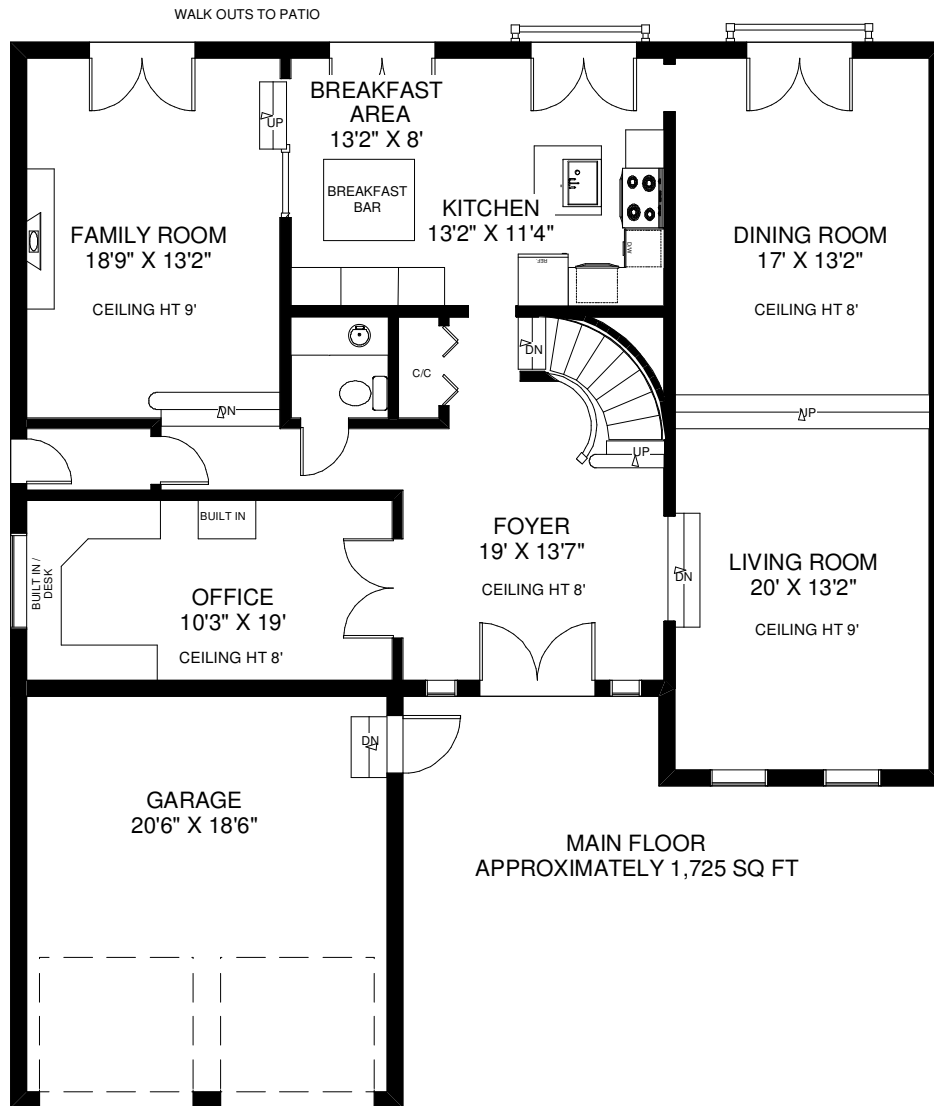 WALK OUTS TO PATIO
BREAKFAST
AREA
13'2" X 8'
UP
BREAKFAST
BAR
KITCHEN
13'2" X 11'4"
D/W
REF.
FAMILY ROOM
18'9" X 13'2"
CEILING HT 9'
DINING ROOM
17' X 13'2"
CEILING HT 8'
DN
C/C
DN
UP
UP
BUILT IN
BUILT IN /
DESK
OFFICE
10'3" X 19'
CEILING HT 8'
FOYER
19' X 13'7"
CEILING HT 8'
DN
LIVING ROOM
20' X 13'2"
CEILING HT 9'
DN
GARAGE
20'6" X 18'6"
MAIN FLOOR
APPROXIMATELY 1,725 SQ FT